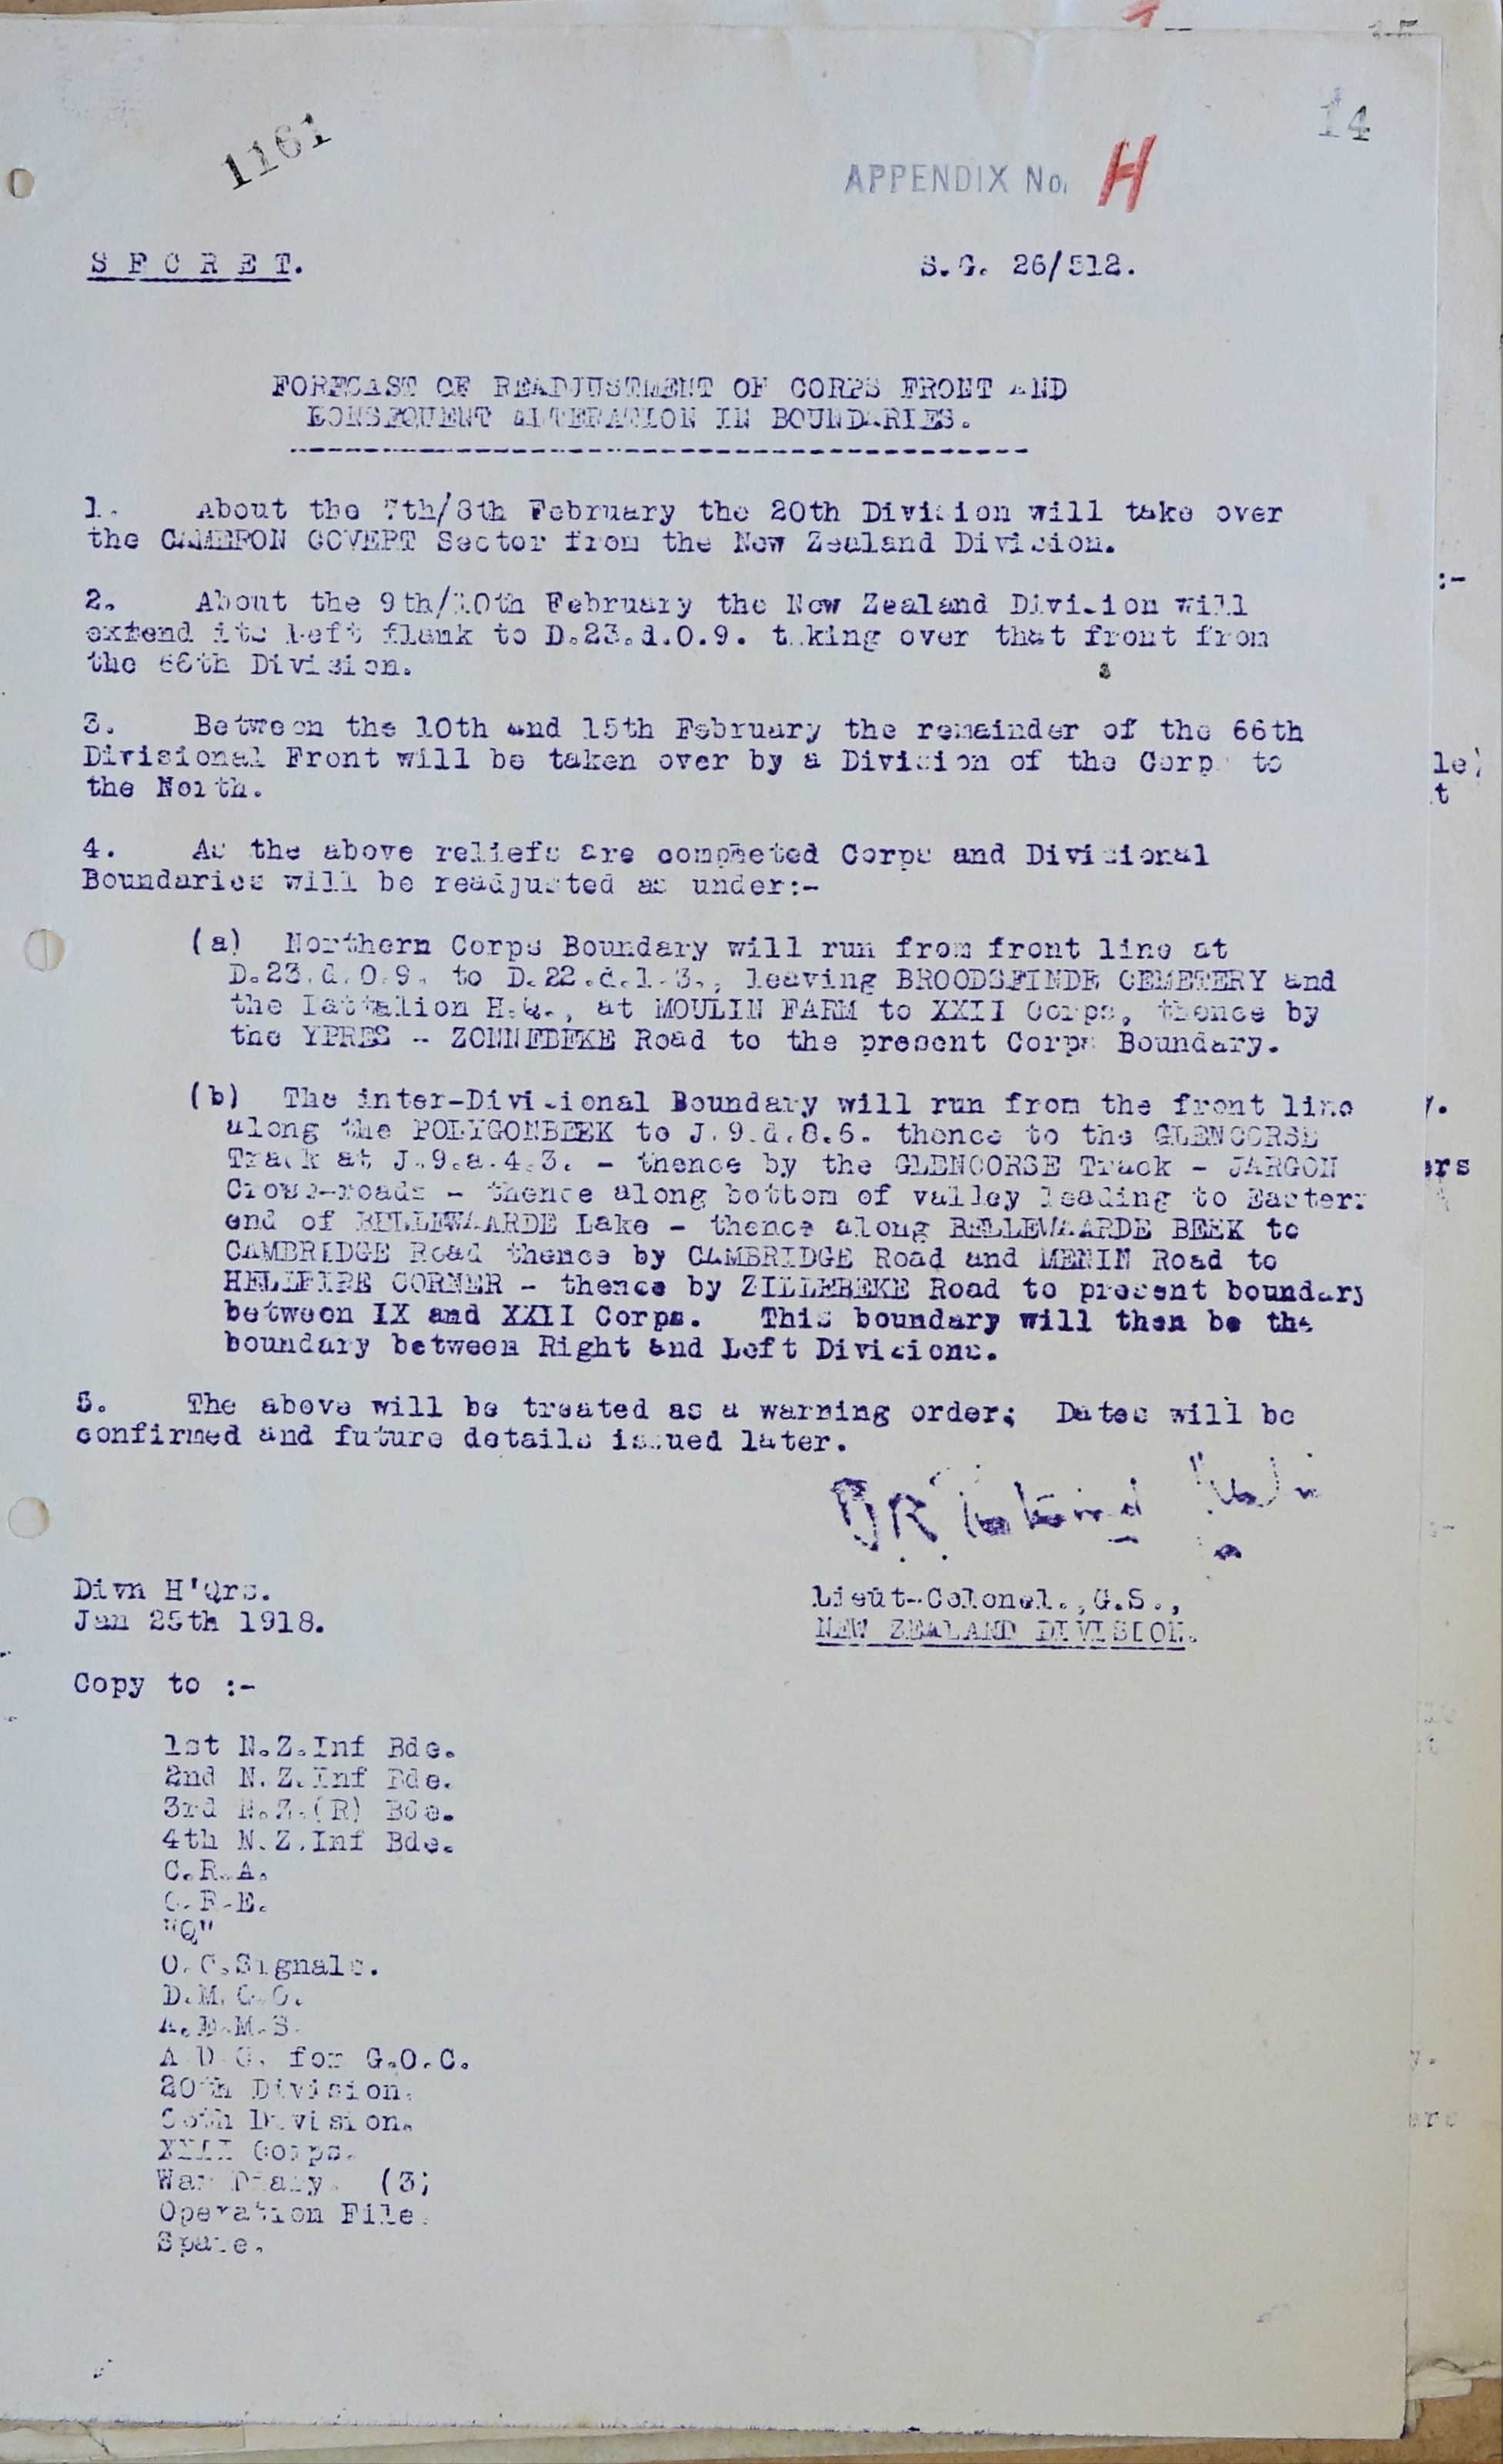 14
1161
APPENDIX No. H
SECRET.
S.G. 26/512.
FORECAST OF READJUSTMENT OF CORPS FRONT AND
CONSEQUENT ALTERATION IN BOUNDARIES.
1. About the 7th/8th February the 20th Division will take over
the CAMERON COVERT Sector from the New Zealand Division.
2. About the 9th/10th February the New Zealand Division will
extend its left flank to D.23.d.0.9. taking over that front from
the 66th Division.
3. Between the 10th and 15th February the remainder of the 66th
Divisional Front will be taken over by a Division of the Corps to
the North.
4. As the above reliefs are completed Corps and Divisional
Boundaries will be readjusted as under:-
(a) Northern Corps Boundary will run from front line at
D.23.d.0.9. to D.22.d.1.3., leaving BROODSEINDE CEMETERY and
the Battalion H.Q., at MOULIN FARM to XXII Corps, thence by
the YPRES - ZONNEBEKE Road to the present Corps Boundary.
(b) The inter-Divisional Boundary will run from the front line
along the POLYGONBEEK to J.9.d.8.6. thence to the GLENCORSE
Track at J.9.a.4.3. - thence by the GLENCORSE Track - JARGON
Cross-roads - thence along bottom of valley leading to Eastern
end of BELLEWAARDE Lake - thence along BELLEWAARDE BEEK to
CAMBRIDGE Road thence by CAMBRIDGE Road and MENIN Road to
HELLFIRE CORNER - thence by ZILLEBEKE Road to present boundary
between IX and XXII Corps. This boundary will then be the
boundary between Right and Left Divisions.
5. The above will be treated as a warning order; Dates will be
confirmed and future details issued later.
Divn H'Qrs.
Jan 25th 1918.
Lieut-Colonel.,G.S.,
NEW ZEALAND DIVISION.
Copy to :-
1st N.Z.Inf Bde.
2nd N.Z.Inf Bde.
3rd N.Z.(R) Bde.
4th N.Z.Inf Bde.
C.R.A.
C.R.E.
"Q"
O.C.Signals.
D.M.G.O.
A.D.M.S.
A.D.C. for G.O.C.
20th Division.
66th Division.
XXII Corps.
War Diary. (3)
Operation File.
Spare.